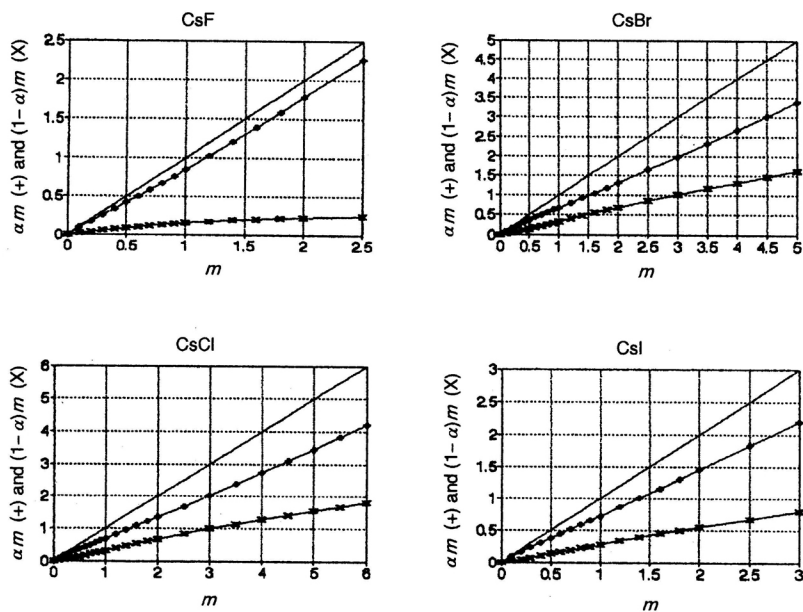 CsF
αm (+) and (1−α)m (X)
2.5
2
1.5
1
0.5
0
0 0.5 1 1.5 2 2.5
m
CsBr
αm (+) and (1−α)m (X)
5
4.5
4
3.5
3
2.5
2
1.5
1
0.5
0
0 0.5 1 1.5 2 2.5 3 3.5 4 4.5 5
m
CsCl
αm (+) and (1−α)m (X)
6
5
4
3
2
1
0
0 1 2 3 4 5 6
m
CsI
αm (+) and (1−α)m (X)
3
2.5
2
1.5
1
0.5
0
0 0.5 1 1.5 2 2.5 3
m